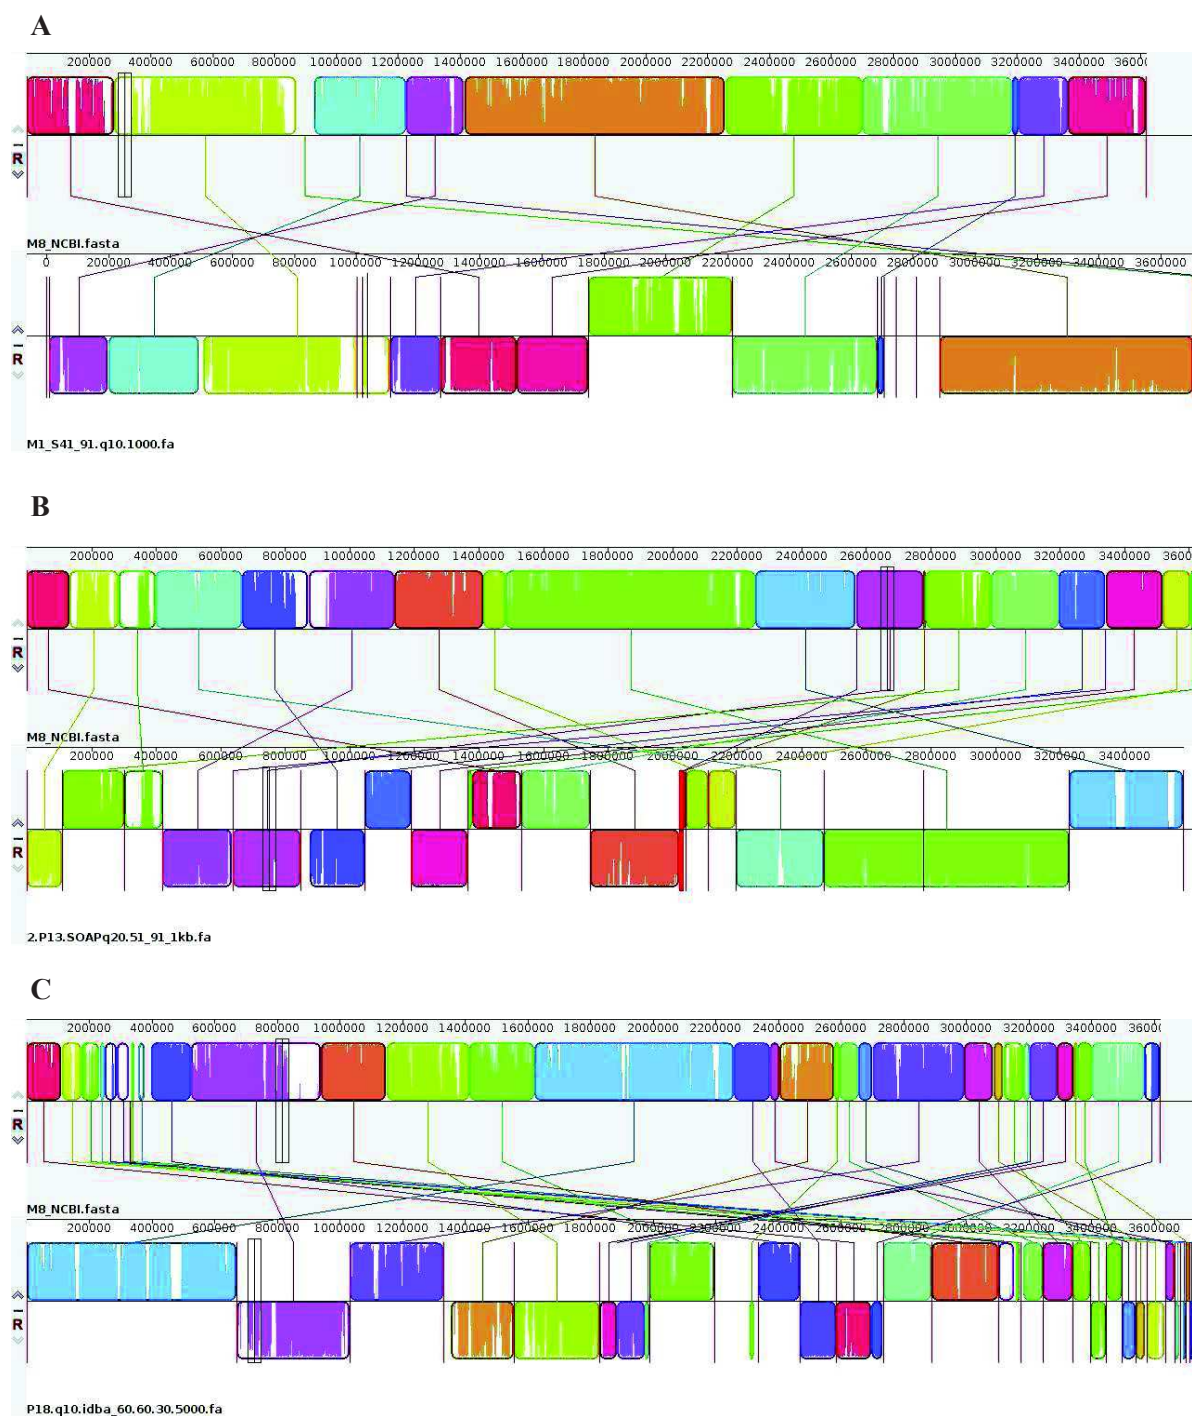 A
200000 400000 600000 800000 1000000 1200000 1400000 1600000 1800000 2000000 2200000 2400000 2600000 2800000 3000000 3200000 3400000
R
M8_NCBI.fasta
0 200000 400000 600000 800000 1000000 1200000 1400000 1600000 1800000 2000000 2200000 2400000 2600000 2800000 3000000 3200000 3400000 3600000
R
M1_S41_91.q10.1000.fa
B
200000 400000 600000 800000 1000000 1200000 1400000 1600000 1800000 2000000 2200000 2400000 2600000 2800000 3000000 3200000 3400000
R
M8_NCBI.fasta
200000 400000 600000 800000 1000000 1200000 1400000 1600000 1800000 2000000 2200000 2400000 2600000 2800000 3000000 3200000 3400000
R
2.P13.SOAPq20.51_91_1kb.fa
C
200000 400000 600000 800000 1000000 1200000 1400000 1600000 1800000 2000000 2200000 2400000 2600000 2800000 3000000 3200000 3400000
R
M8_NCBI.fasta
200000 400000 600000 800000 1000000 1200000 1400000 1600000 1800000 2000000 2200000 2400000 2600000 2800000 3000000 3200000 3400000 3600000
R
P18.q10.idba_60.60.30.5000.fa